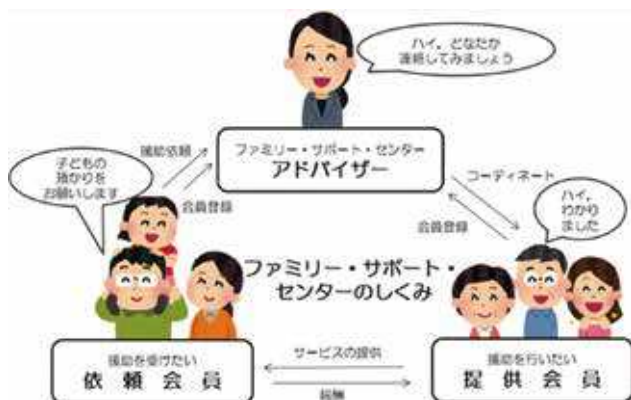 ハイ，どなたか
連絡してみましょう
ファミリー・サポート・センター
アドバイザー
子どもの
預かりを
お願いします
援助依頼
会員登録
コーディネート
会員登録
ハイ，
わかり
ました
ファミリー・サポート・
センターのしくみ
援助を受けたい
依頼会員
サービスの提供
報酬
援助を行いたい
提供会員